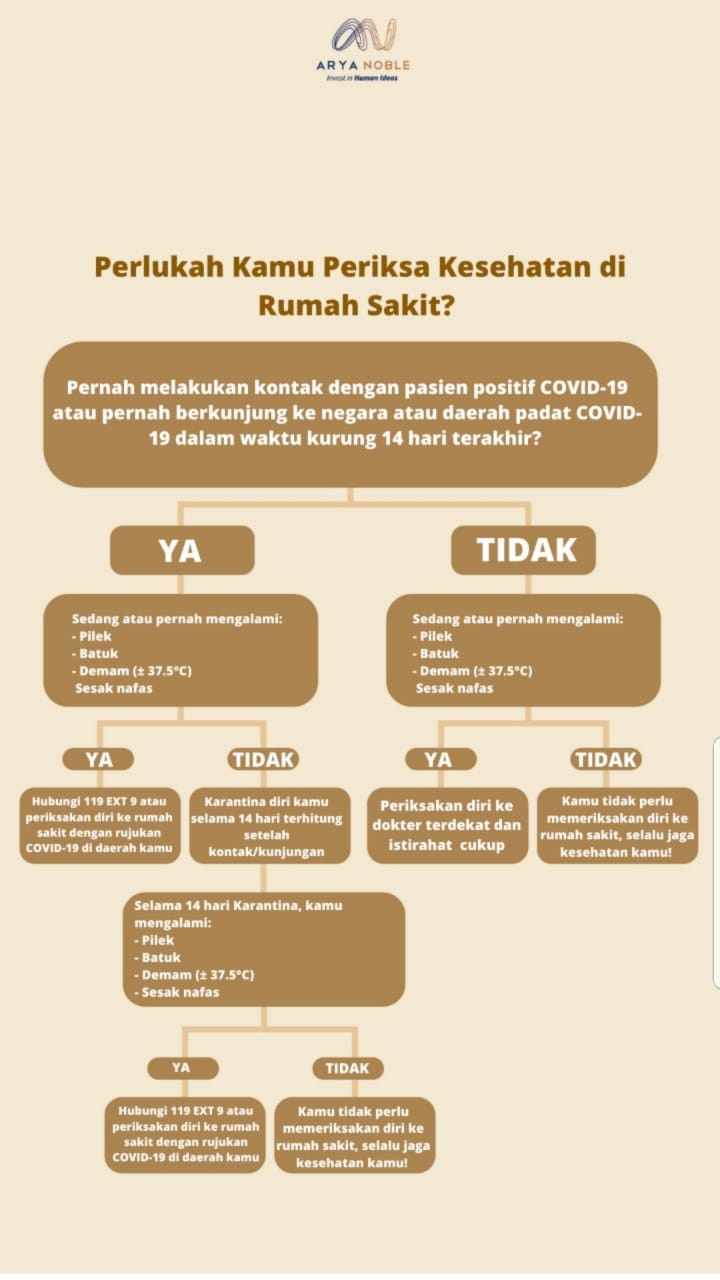 ARYA NOBLE
Invest in Human Ideas
Perlukah Kamu Periksa Kesehatan di
Rumah Sakit?
Pernah melakukan kontak dengan pasien positif COVID-19
atau pernah berkunjung ke negara atau daerah padat COVID-
19 dalam waktu kurung 14 hari terakhir?
YA
TIDAK
Sedang atau pernah mengalami:
- Pilek
- Batuk
- Demam (± 37.5°C)
Sesak nafas
Sedang atau pernah mengalami:
- Pilek
- Batuk
- Demam (± 37.5°C)
Sesak nafas
YA
TIDAK
YA
TIDAK
Hubungi 119 EXT 9 atau
periksakan diri ke rumah
sakit dengan rujukan
COVID-19 di daerah kamu
Karantina diri kamu
selama 14 hari terhitung
setelah
kontak/kunjungan
Periksakan diri ke
dokter terdekat dan
istirahat cukup
Kamu tidak perlu
memeriksakan diri ke
rumah sakit, selalu jaga
kesehatan kamu!
Selama 14 hari Karantina, kamu
mengalami:
- Pilek
- Batuk
- Demam (± 37.5°C)
- Sesak nafas
YA
TIDAK
Hubungi 119 EXT 9 atau
periksakan diri ke rumah
sakit dengan rujukan
COVID-19 di daerah kamu
Kamu tidak perlu
memeriksakan diri ke
rumah sakit, selalu jaga
kesehatan kamu!